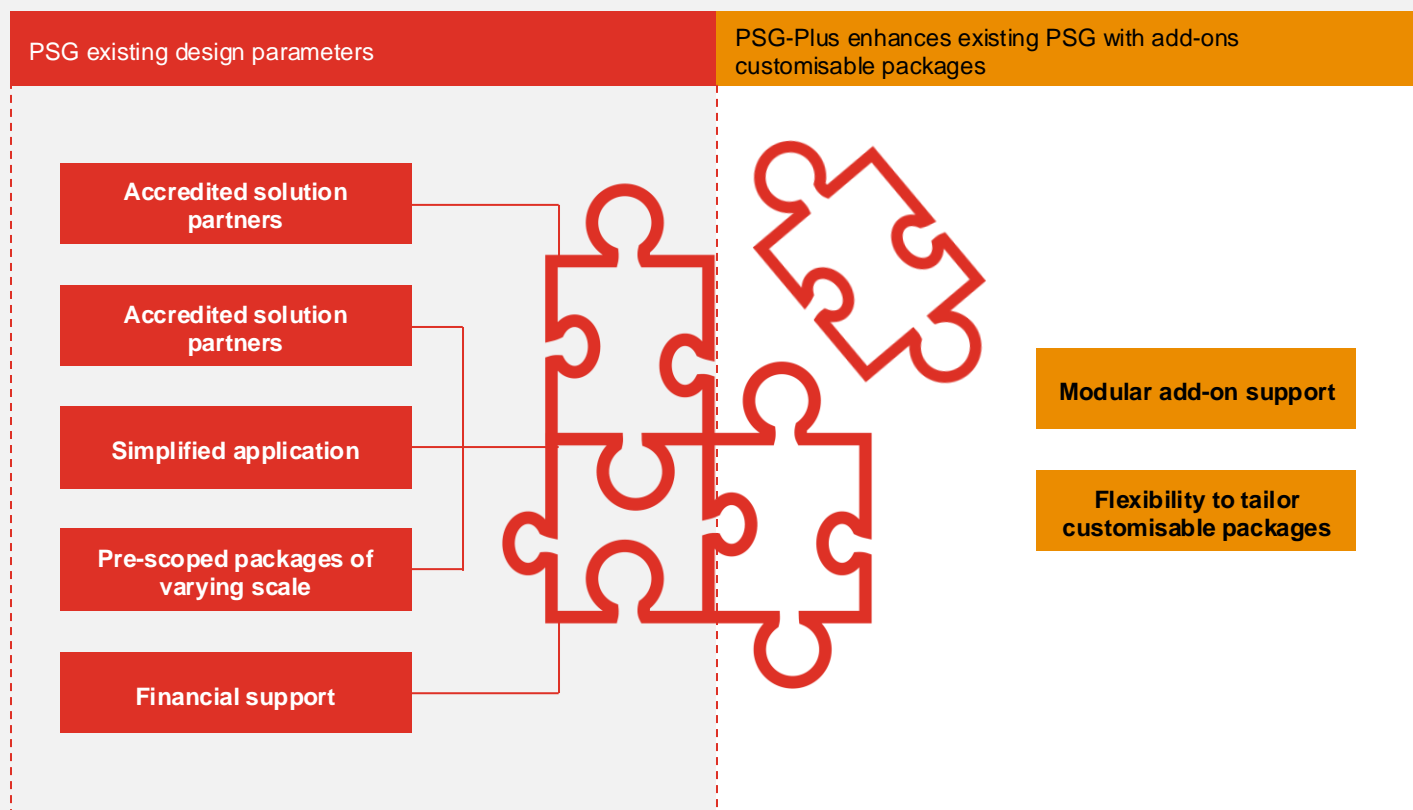 PSG existing design parameters
PSG-Plus enhances existing PSG with add-ons
customisable packages
Accredited solution
partners
Accredited solution
partners
Simplified application
Pre-scoped packages of
varying scale
Financial support
Modular add-on support
Flexibility to tailor
customisable packages